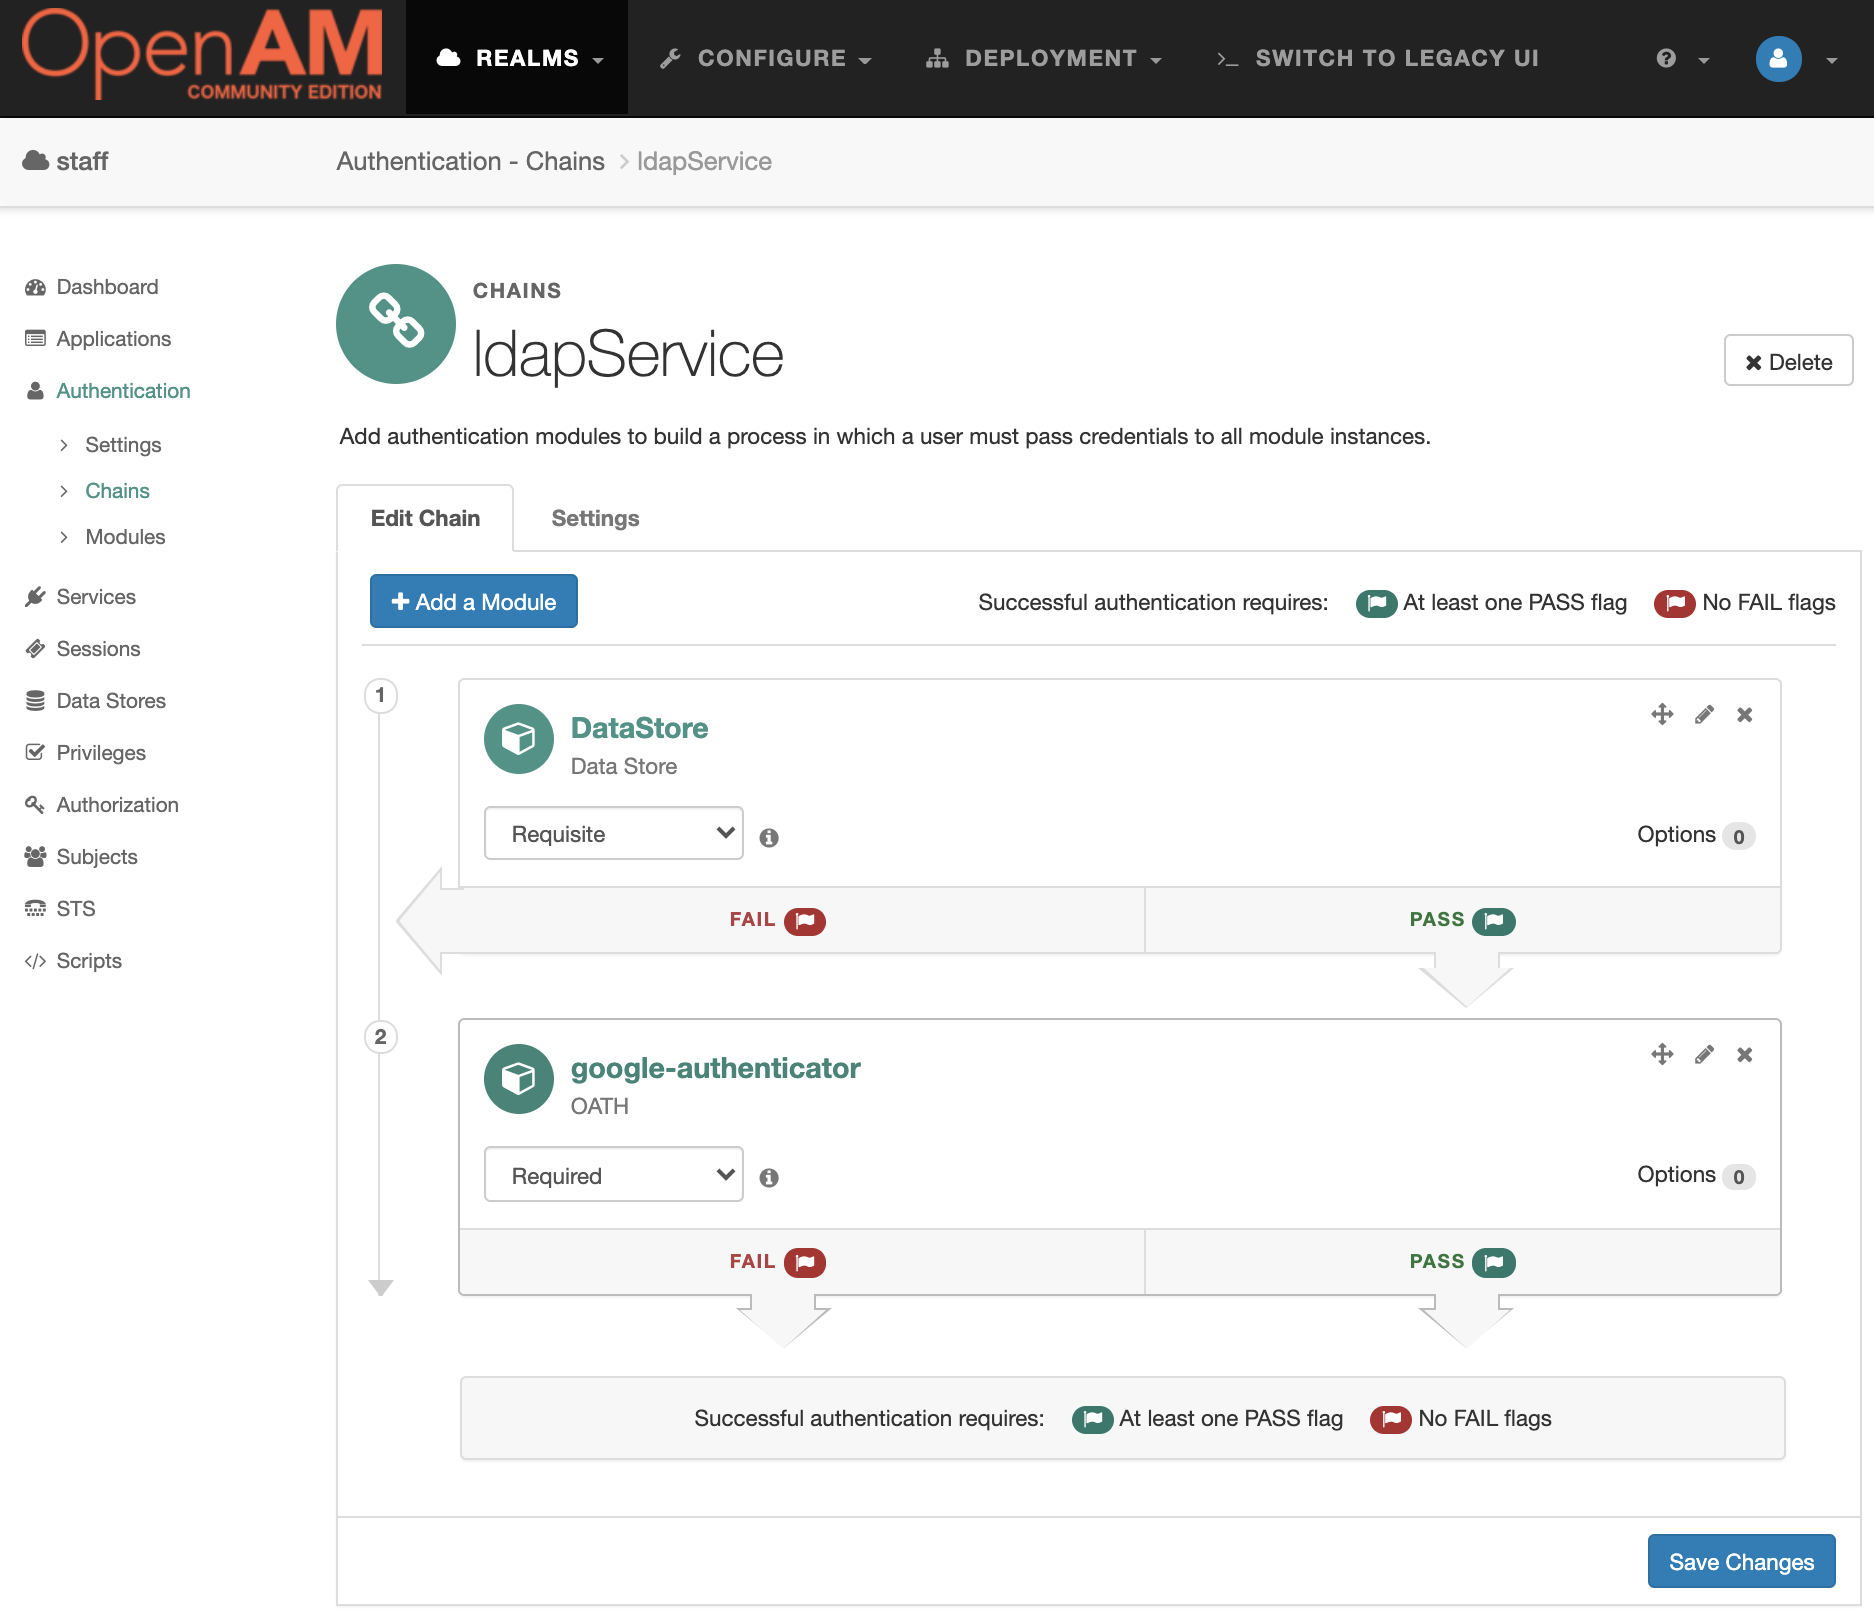 OpenAM
COMMUNITY EDITION
REALMS
CONFIGURE
DEPLOYMENT
SWITCH TO LEGACY UI
staff
Authentication - Chains
ldapService
Dashboard
Applications
Authentication
Settings
Chains
Modules
Services
Sessions
Data Stores
Privileges
Authorization
Subjects
STS
Scripts
CHAINS
ldapService
Delete
Add authentication modules to build a process in which a user must pass credentials to all module instances.
Edit Chain
Settings
Add a Module
Successful authentication requires: At least one PASS flag No FAIL flags
1
DataStore
Data Store
Requisite
Options 0
FAIL
PASS
2
google-authenticator
OATH
Required
Options 0
FAIL
PASS
Successful authentication requires: At least one PASS flag No FAIL flags
Save Changes